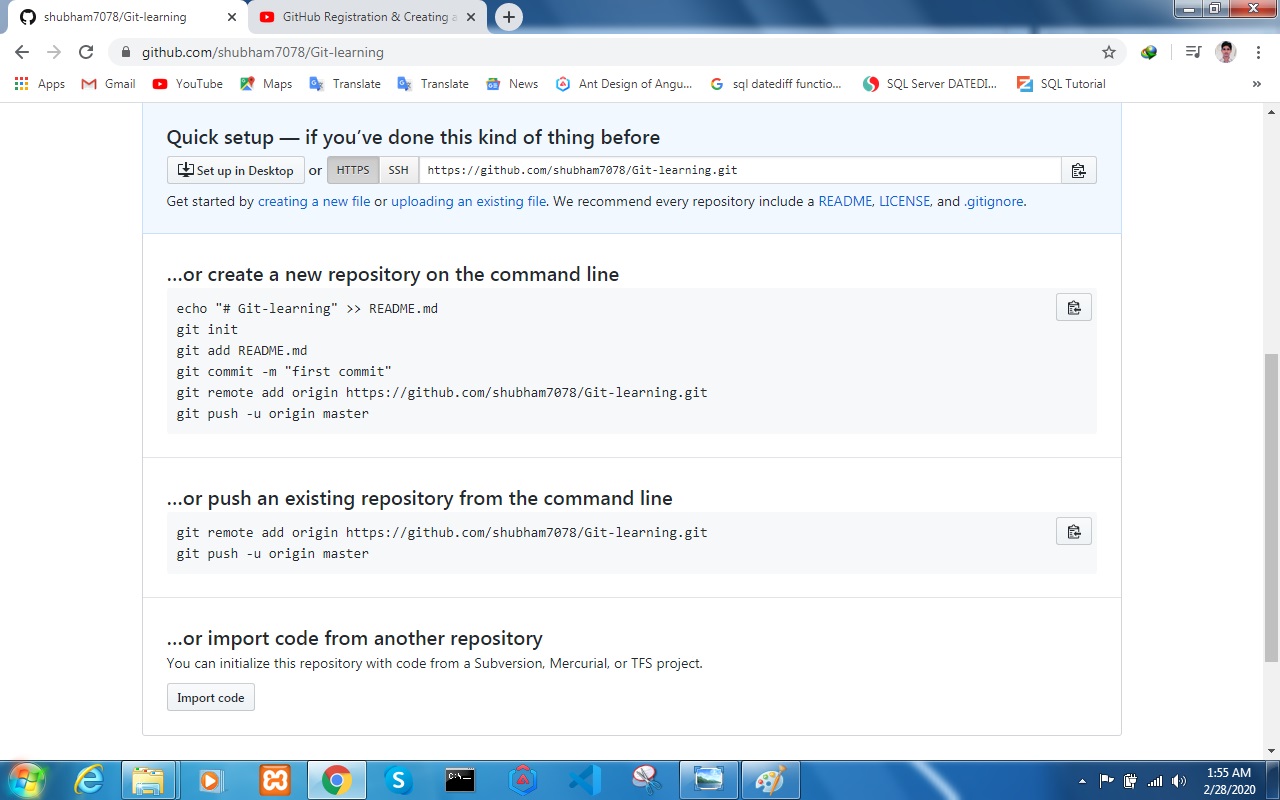 shubham7078/Git-learning
GitHub Registration & Creating a
github.com/shubham7078/Git-learning
Apps Gmail YouTube Maps Translate Translate News Ant Design of Angu... sql datediff functio... SQL Server DATEDI... SQL Tutorial »
Quick setup — if you’ve done this kind of thing before
Set up in Desktop or HTTPS SSH https://github.com/shubham7078/Git-learning.git
Get started by creating a new file or uploading an existing file. We recommend every repository include a README, LICENSE, and .gitignore.
…or create a new repository on the command line
echo "# Git-learning" >> README.md
git init
git add README.md
git commit -m "first commit"
git remote add origin https://github.com/shubham7078/Git-learning.git
git push -u origin master
…or push an existing repository from the command line
git remote add origin https://github.com/shubham7078/Git-learning.git
git push -u origin master
…or import code from another repository
You can initialize this repository with code from a Subversion, Mercurial, or TFS project.
Import code
1:55 AM
2/28/2020